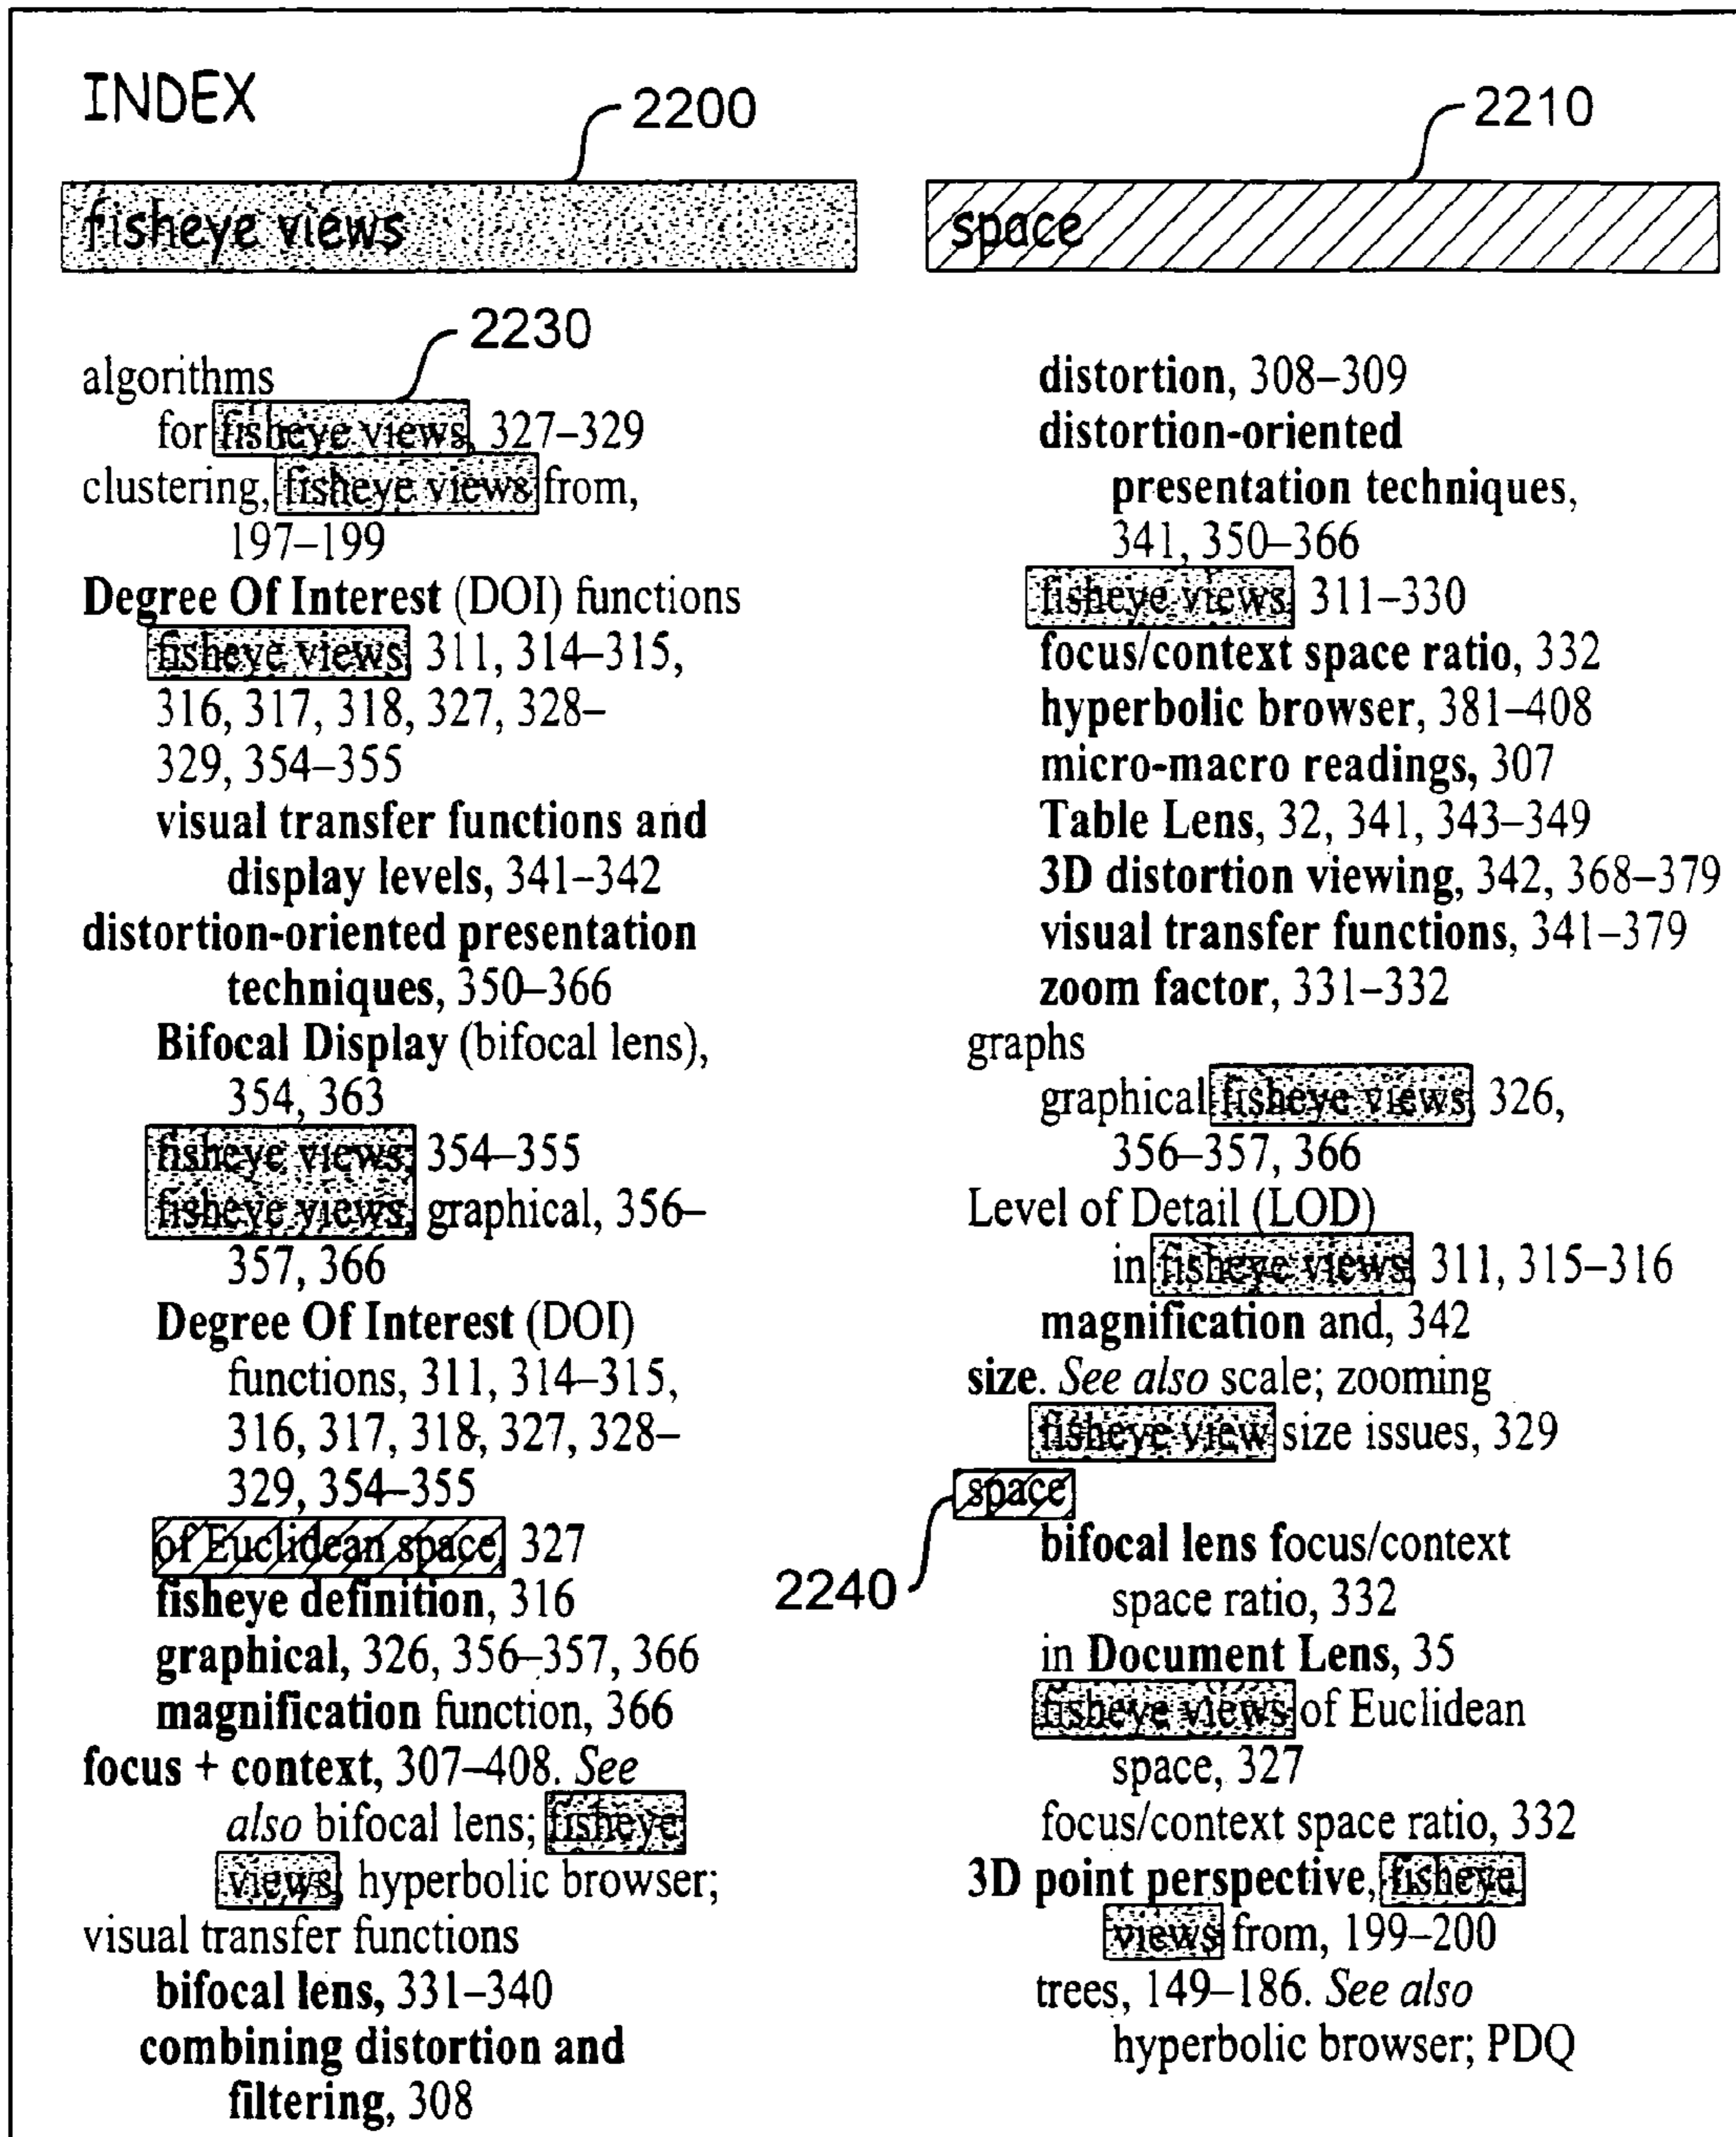 INDEX
2200
2210
fisheye views
space
2230
algorithms
for fisheye views, 327–329
clustering, fisheye views from,
197–199
Degree Of Interest (DOI) functions
fisheye views, 311, 314–315,
316, 317, 318, 327, 328–
329, 354–355
visual transfer functions and
display levels, 341–342
distortion-oriented presentation
techniques, 350–366
Bifocal Display (bifocal lens),
354, 363
fisheye views, 354–355
fisheye views, graphical, 356–
357, 366
Degree Of Interest (DOI)
functions, 311, 314–315,
316, 317, 318, 327, 328–
329, 354–355
of Euclidean space, 327
fisheye definition, 316
graphical, 326, 356–357, 366
magnification function, 366
focus + context, 307–408. See
also bifocal lens; fisheye
views, hyperbolic browser;
visual transfer functions
bifocal lens, 331–340
combining distortion and
filtering, 308
distortion, 308–309
distortion-oriented
presentation techniques,
341, 350–366
fisheye views, 311–330
focus/context space ratio, 332
hyperbolic browser, 381–408
micro-macro readings, 307
Table Lens, 32, 341, 343–349
3D distortion viewing, 342, 368–379
visual transfer functions, 341–379
zoom factor, 331–332
graphs
graphical fisheye views, 326,
356–357, 366
Level of Detail (LOD)
in fisheye views, 311, 315–316
magnification and, 342
size. See also scale; zooming
fisheye view size issues, 329
space
2240
bifocal lens focus/context
space ratio, 332
in Document Lens, 35
fisheye views of Euclidean
space, 327
focus/context space ratio, 332
3D point perspective, fisheye
views from, 199–200
trees, 149–186. See also
hyperbolic browser; PDQ